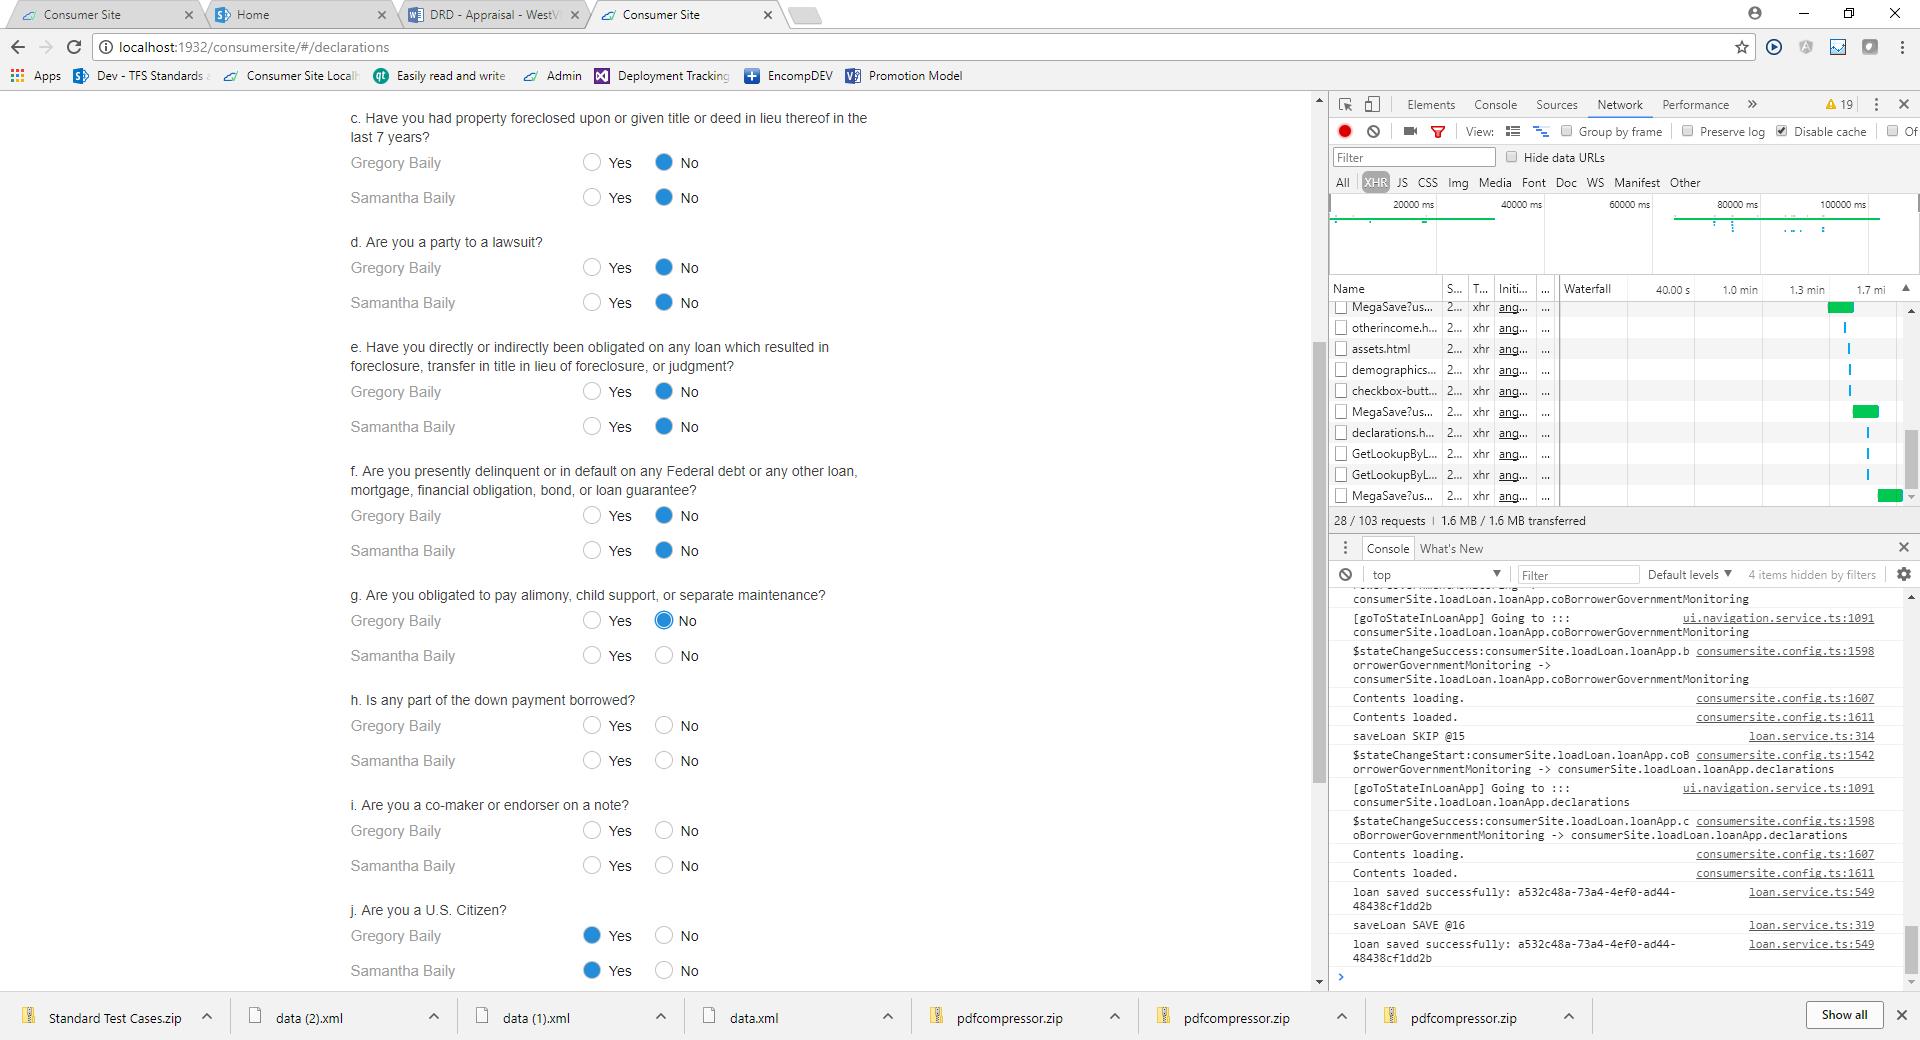 Consumer Site
Home
DRD - Appraisal - WestV
Consumer Site
localhost:1932/consumersite/#/declarations
Apps
Dev - TFS Standards
Consumer Site Local
Easily read and write
Admin
Deployment Tracking
EncompDEV
Promotion Model
c. Have you had property foreclosed upon or given title or deed in lieu thereof in the
last 7 years?
Gregory Baily Yes No
Samantha Baily Yes No
d. Are you a party to a lawsuit?
Gregory Baily Yes No
Samantha Baily Yes No
e. Have you directly or indirectly been obligated on any loan which resulted in
foreclosure, transfer in title in lieu of foreclosure, or judgment?
Gregory Baily Yes No
Samantha Baily Yes No
f. Are you presently delinquent or in default on any Federal debt or any other loan,
mortgage, financial obligation, bond, or loan guarantee?
Gregory Baily Yes No
Samantha Baily Yes No
g. Are you obligated to pay alimony, child support, or separate maintenance?
Gregory Baily Yes No
Samantha Baily Yes No
h. Is any part of the down payment borrowed?
Gregory Baily Yes No
Samantha Baily Yes No
i. Are you a co-maker or endorser on a note?
Gregory Baily Yes No
Samantha Baily Yes No
j. Are you a U.S. Citizen?
Gregory Baily Yes No
Samantha Baily Yes No
Elements Console Sources Network Performance » 19
View: Group by frame Preserve log Disable cache Of
Filter Hide data URLs
All XHR JS CSS Img Media Font Doc WS Manifest Other
20000 ms 40000 ms 60000 ms 80000 ms 100000 ms
Name S... T... Initi... ... Waterfall 40.00 s 1.0 min 1.3 min 1.7 mi
MegaSave?us... 2... xhr ang... ...
otherincome.h... 2... xhr ang... ...
assets.html 2... xhr ang... ...
demographics... 2... xhr ang... ...
checkbox-butt... 2... xhr ang... ...
MegaSave?us... 2... xhr ang... ...
declarations.h... 2... xhr ang... ...
GetLookupByL... 2... xhr ang... ...
GetLookupByL... 2... xhr ang... ...
MegaSave?us... 2... xhr ang... ...
28 / 103 requests | 1.6 MB / 1.6 MB transferred
Console What's New
top Filter Default levels 4 items hidden by filters
consumerSite.loadLoan.loanApp.coBorrowerGovernmentMonitoring
[goToStateInLoanApp] Going to ::: ui.navigation.service.ts:1091
consumerSite.loadLoan.loanApp.coBorrowerGovernmentMonitoring
$stateChangeSuccess:consumerSite.loadLoan.loanApp.b consumersite.config.ts:1598
orrowerGovernmentMonitoring ->
consumerSite.loadLoan.loanApp.coBorrowerGovernmentMonitoring
Contents loading. consumersite.config.ts:1607
Contents loaded. consumersite.config.ts:1611
saveLoan SKIP @15 loan.service.ts:314
$stateChangeStart:consumerSite.loadLoan.loanApp.coB consumersite.config.ts:1542
orrowerGovernmentMonitoring -> consumerSite.loadLoan.loanApp.declarations
[goToStateInLoanApp] Going to ::: ui.navigation.service.ts:1091
consumerSite.loadLoan.loanApp.declarations
$stateChangeSuccess:consumerSite.loadLoan.loanApp.c consumersite.config.ts:1598
oBorrowerGovernmentMonitoring -> consumerSite.loadLoan.loanApp.declarations
Contents loading. consumersite.config.ts:1607
Contents loaded. consumersite.config.ts:1611
loan saved successfully: a532c48a-73a4-4ef0-ad44- loan.service.ts:549
48438cf1dd2b
saveLoan SAVE @16 loan.service.ts:319
loan saved successfully: a532c48a-73a4-4ef0-ad44- loan.service.ts:549
48438cf1dd2b
Standard Test Cases.zip
data (2).xml
data (1).xml
data.xml
pdfcompressor.zip
pdfcompressor.zip
pdfcompressor.zip
Show all